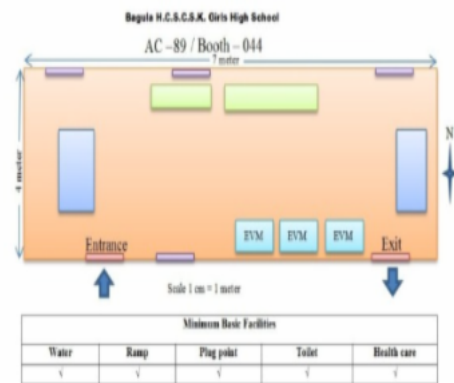 Bagula H.C.S.C.S.K. Girls High School
AC –89 / Booth – 044
7 meter
4 meter
N
EVM EVM EVM
Entrance
Exit
Scale 1 cm = 1 meter
Minimum Basic Facilities
Water Ramp Plug point Toilet Health care
√ √ √ √ √